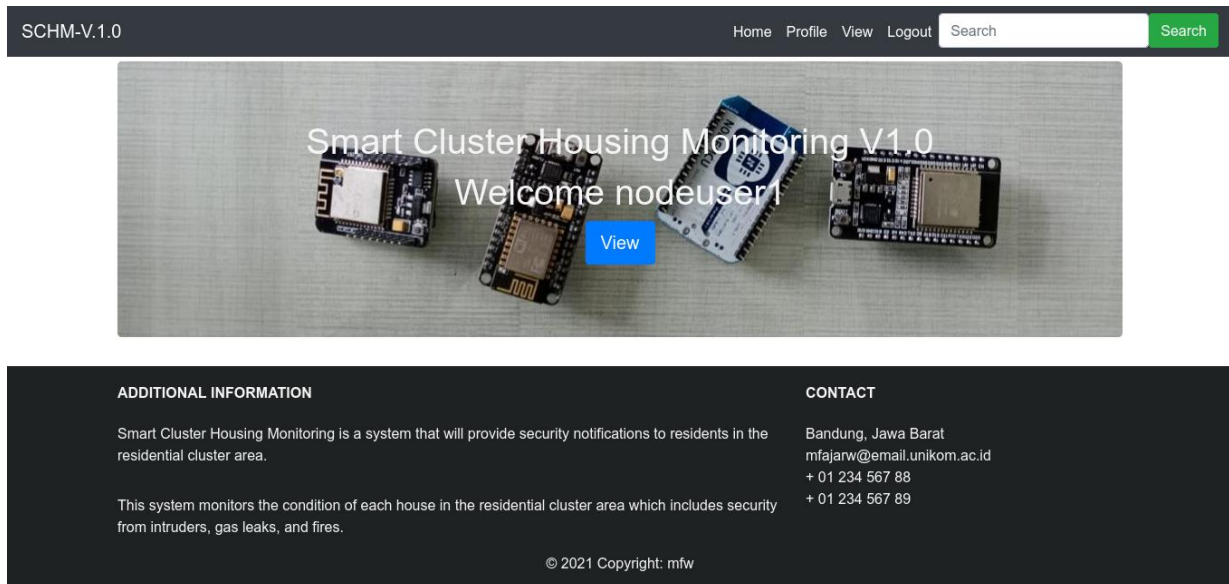 SCHM-V.1.0
Home Profile View Logout Search Search
Smart Cluster Housing Monitoring V1.0
Welcome nodeuser1
View
ADDITIONAL INFORMATION
Smart Cluster Housing Monitoring is a system that will provide security notifications to residents in the
residential cluster area.
This system monitors the condition of each house in the residential cluster area which includes security
from intruders, gas leaks, and fires.
CONTACT
Bandung, Jawa Barat
mfajarw@email.unikom.ac.id
+ 01 234 567 88
+ 01 234 567 89
© 2021 Copyright: mfw